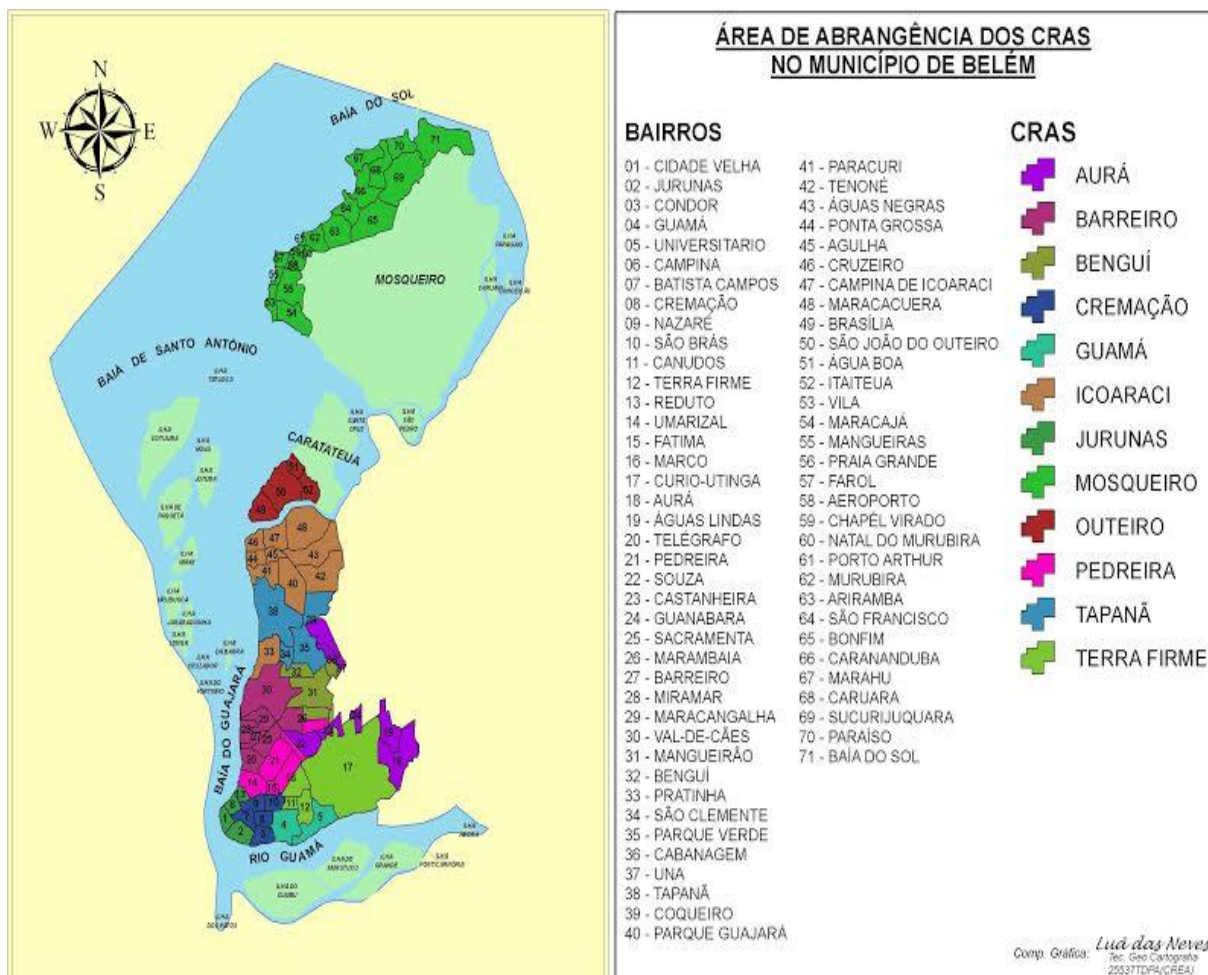 ÁREA DE ABRANGÊNCIA DOS CRAS
NO MUNICÍPIO DE BELÉM
N
W
E
S
BAÍA DO SOL
MOSQUEIRO
BAÍA DE SANTO ANTÔNIO
CARATATEUA
BAÍA DO GUAJARÁ
RIO GUAMÁ
BAIRROS
01 - CIDADE VELHA
02 - JURUNAS
03 - CONDOR
04 - GUAMÁ
05 - UNIVERSITARIO
06 - CAMPINA
07 - BATISTA CAMPOS
08 - CREMAÇÃO
09 - NAZARÉ
10 - SÃO BRÁS
11 - CANUDOS
12 - TERRA FIRME
13 - REDUTO
14 - UMARIZAL
15 - FATIMA
16 - MARCO
17 - CURIO-UTINGA
18 - AURÁ
19 - ÁGUAS LINDAS
20 - TELÉGRAFO
21 - PEDREIRA
22 - SOUZA
23 - CASTANHEIRA
24 - GUANABARA
25 - SACRAMENTA
26 - MARAMBAIA
27 - BARREIRO
28 - MIRAMAR
29 - MARACANGALHA
30 - VAL-DE-CÃES
31 - MANGUEIRÃO
32 - BENGUÍ
33 - PRATINHA
34 - SÃO CLEMENTE
35 - PARQUE VERDE
36 - CABANAGEM
37 - UNA
38 - TAPANÃ
39 - COQUEIRO
40 - PARQUE GUAJARÁ
41 - PARACURI
42 - TENONÉ
43 - ÁGUAS NEGRAS
44 - PONTA GROSSA
45 - AGULHA
46 - CRUZEIRO
47 - CAMPINA DE ICOARACI
48 - MARACACUERA
49 - BRASÍLIA
50 - SÃO JOÃO DO OUTEIRO
51 - ÁGUA BOA
52 - ITAITEUA
53 - VILA
54 - MARACAJÁ
55 - MANGUEIRAS
56 - PRAIA GRANDE
57 - FAROL
58 - AEROPORTO
59 - CHAPÉL VIRADO
60 - NATAL DO MURUBIRA
61 - PORTO ARTHUR
62 - MURUBIRA
63 - ARIRAMBA
64 - SÃO FRANCISCO
65 - BONFIM
66 - CARANANDUBA
67 - MARAHU
68 - CARUARA
69 - SUCURIJUQUARA
70 - PARAÍSO
71 - BAÍA DO SOL
CRAS
AURÁ
BARREIRO
BENGUÍ
CREMAÇÃO
GUAMÁ
ICOARACI
JURUNAS
MOSQUEIRO
OUTEIRO
PEDREIRA
TAPANÃ
TERRA FIRME
Comp. Gráfica: Luá das Neves
Tec. Geo Cartografia
25537TDPA(CREA)